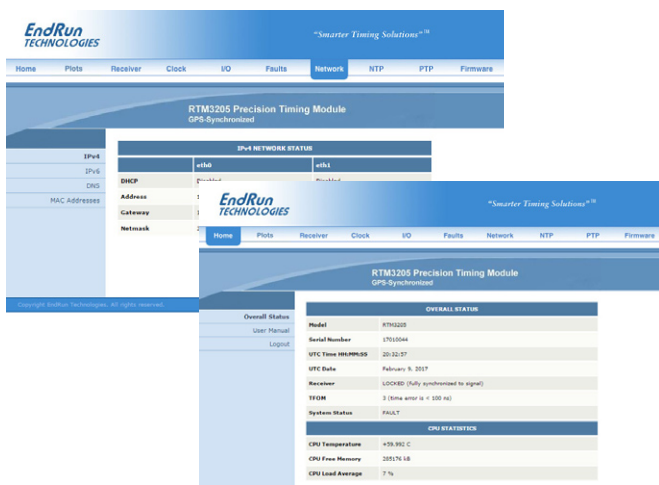 EndRun
TECHNOLOGIES
"Smarter Timing Solutions"
Home Plots Receiver Clock I/O Faults Network NTP PTP Firmware
RTM3205 Precision Timing Module
GPS-Synchronized
IPv4 NETWORK STATUS
IPv4
eth0 eth1
IPv6
DHCP Disabled Disabled
DNS
Address
MAC Addresses
Gateway
Netmask
Copyright EndRun Technologies. All rights reserved.
EndRun
TECHNOLOGIES
"Smarter Timing Solutions"
Home Plots Receiver Clock I/O Faults Network NTP PTP Firmware
RTM3205 Precision Timing Module
GPS-Synchronized
OVERALL STATUS
Overall Status
User Manual
Logout
Model RTM3205
Serial Number 17010044
UTC Time HH:MM:SS 20:32:57
UTC Date February 9, 2017
Receiver LOCKED (fully synchronized to signal)
TFOM 3 (time error is < 100 ns)
System Status FAULT
CPU STATISTICS
CPU Temperature +59.992 C
CPU Free Memory 285176 kB
CPU Load Average 7 %